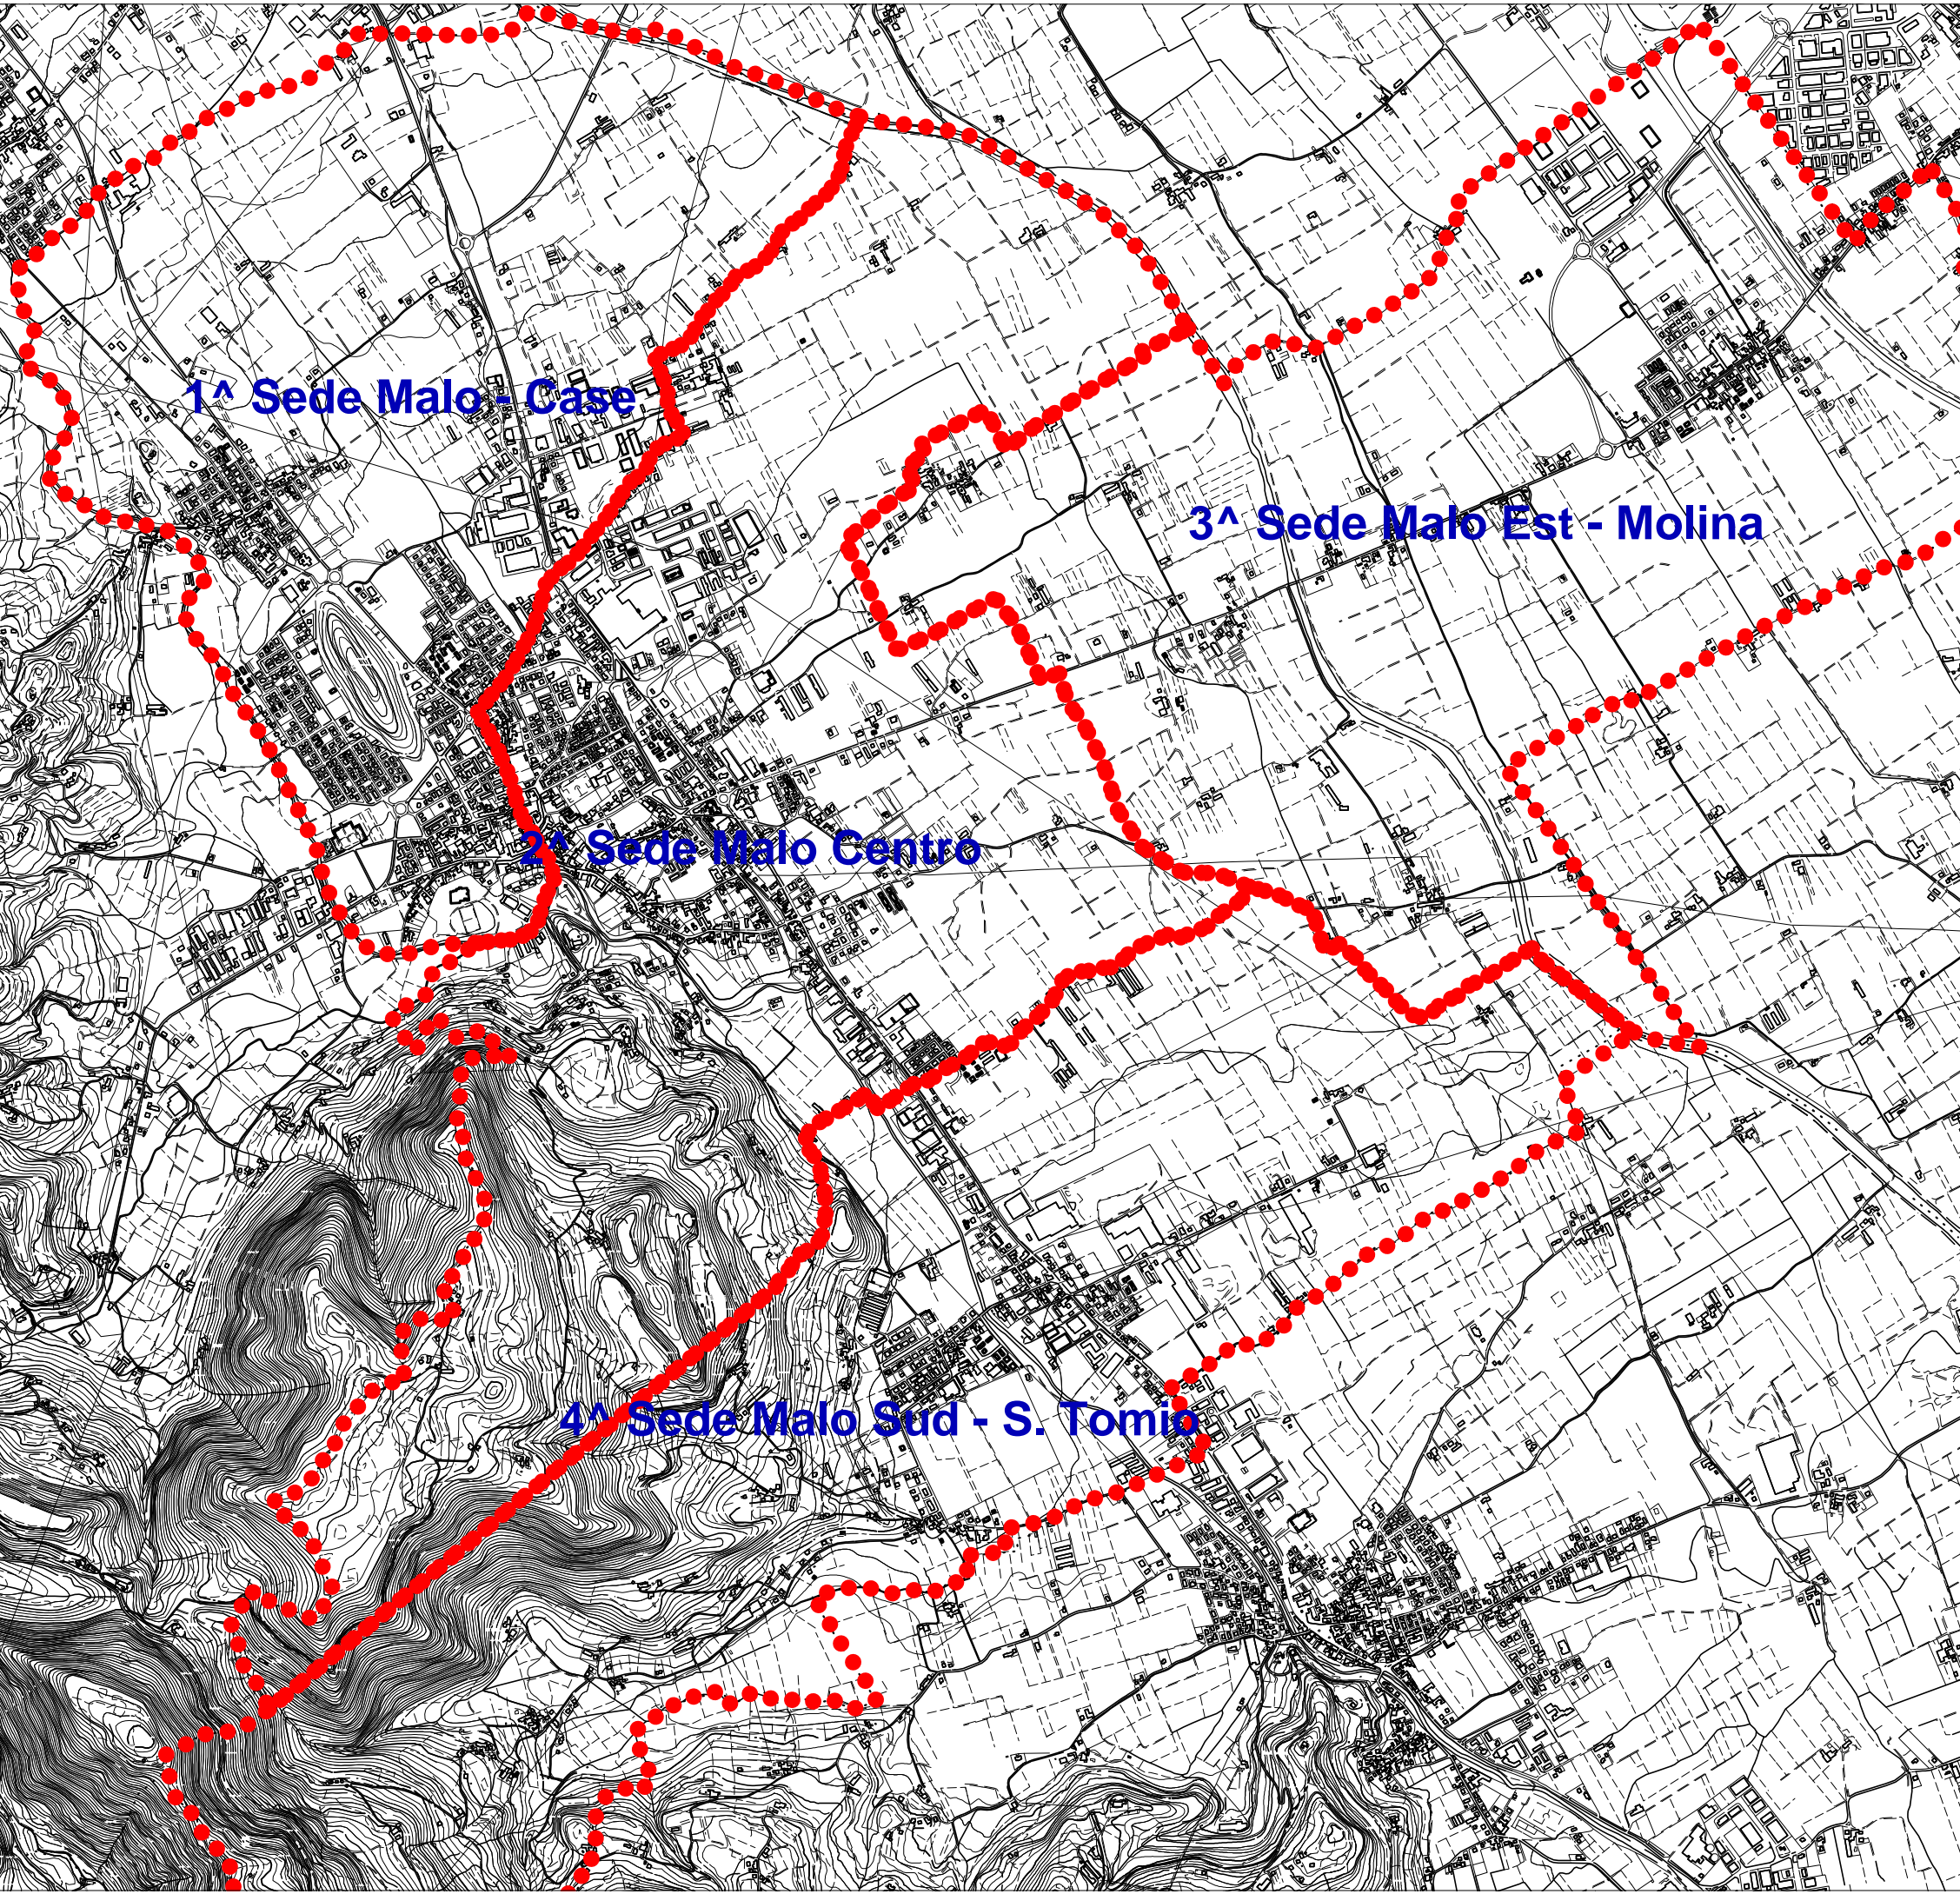 1^ Sede Malo - Case
3^ Sede Malo Est - Molina
2^ Sede Malo Centro
4^ Sede Malo Sud - S. Tomio